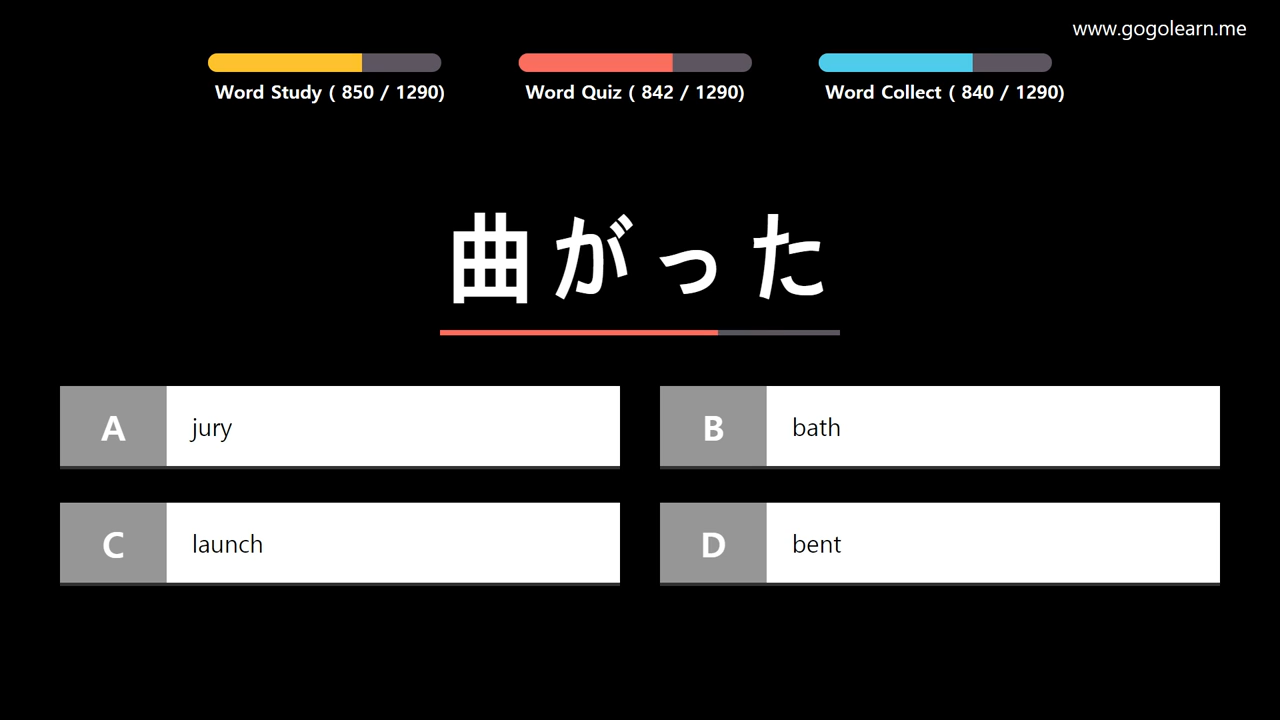 www.gogolearn.me
Word Study ( 850 / 1290)
Word Quiz ( 842 / 1290)
Word Collect ( 840 / 1290)
曲がった
A jury
B bath
C launch
D bent